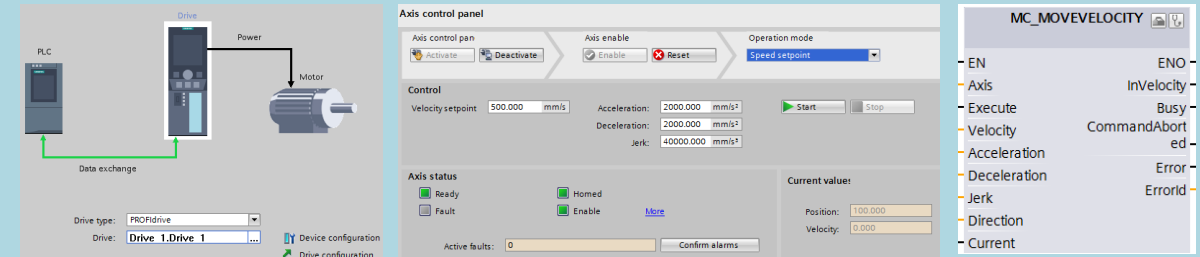 Drive
PLC
Power
Motor
Data exchange
Drive type: PROFIdrive
Drive: Drive_1.Drive_1 ...
Device configuration
Drive configuration
Axis control panel
Axis control pan
Activate Deactivate
Axis enable
Enable Reset
Operation mode
Speed setpoint
Control
Velocity setpoint 500.000 mm/s
Acceleration: 2000.000 mm/s²
Deceleration: 2000.000 mm/s²
Jerk: 40000.000 mm/s³
Start Stop
Axis status
Ready Homed
Fault Enable More
Active faults: 0 Confirm alarms
Current values
Position: 100.000
Velocity: 0.000
MC_MOVEVELOCITY
EN ENO
Axis InVelocity
Execute Busy
Velocity CommandAbort
ed
Acceleration
Error
Deceleration
ErrorId
Jerk
Direction
Current